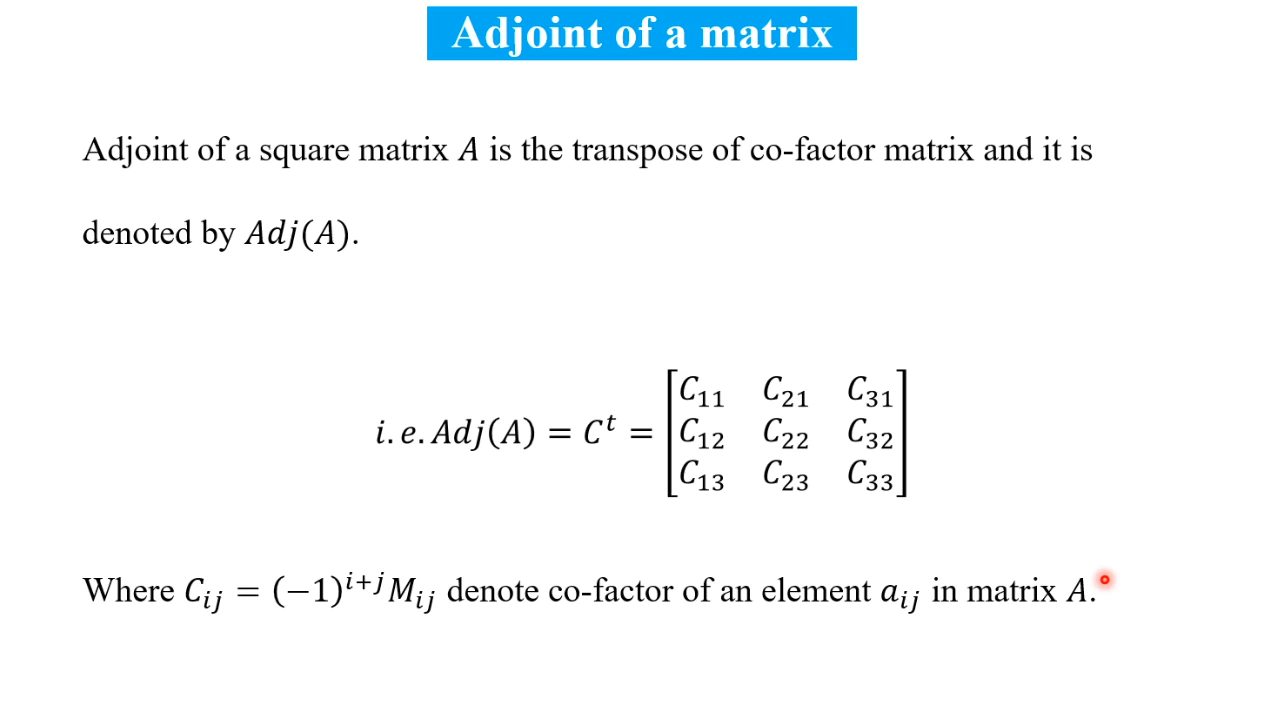 Adjoint of a matrix
Adjoint of a square matrix A is the transpose of co-factor matrix and it is
denoted by Adj(A).
i.e. Adj(A) = Cᵗ = [C₁₁ C₂₁ C₃₁
C₁₂ C₂₂ C₃₂
C₁₃ C₂₃ C₃₃]
Where Cᵢⱼ = (−1)ⁱ⁺ʲMᵢⱼ denote co-factor of an element aᵢⱼ in matrix A.